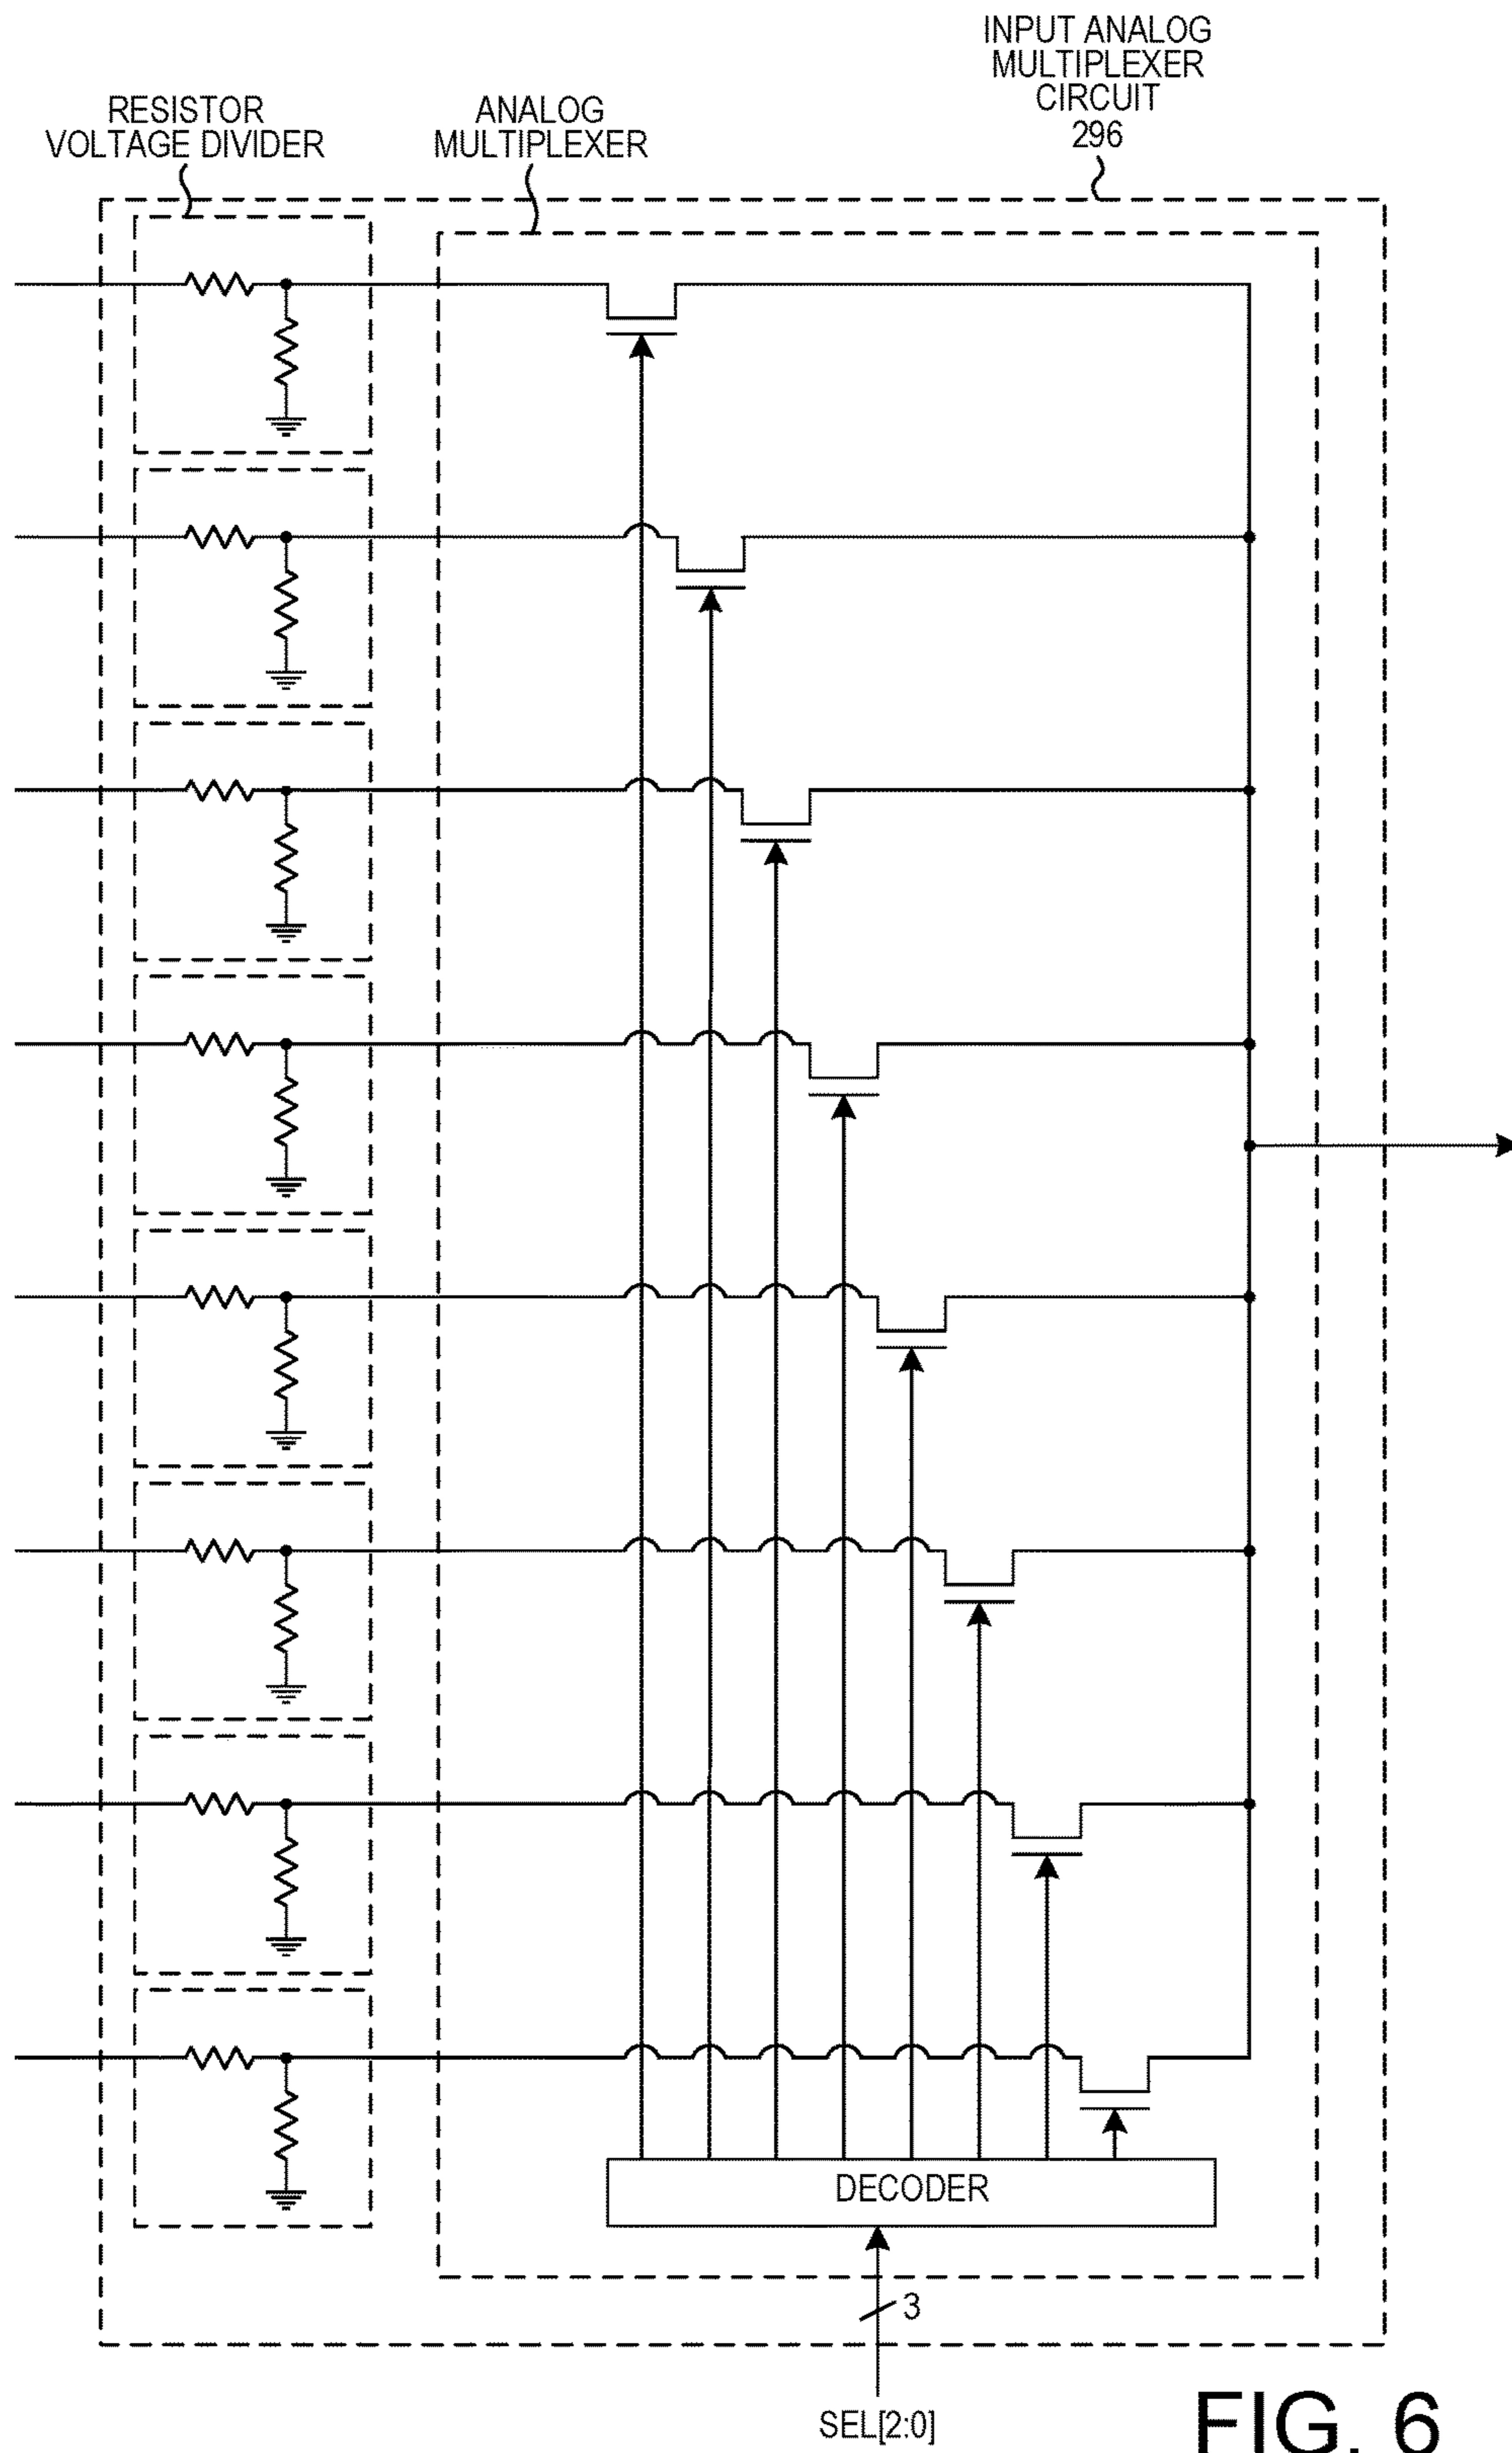 INPUT ANALOG
MULTIPLEXER
CIRCUIT
296
RESISTOR
VOLTAGE DIVIDER
ANALOG
MULTIPLEXER
DECODER
3
SEL[2:0]
FIG. 6